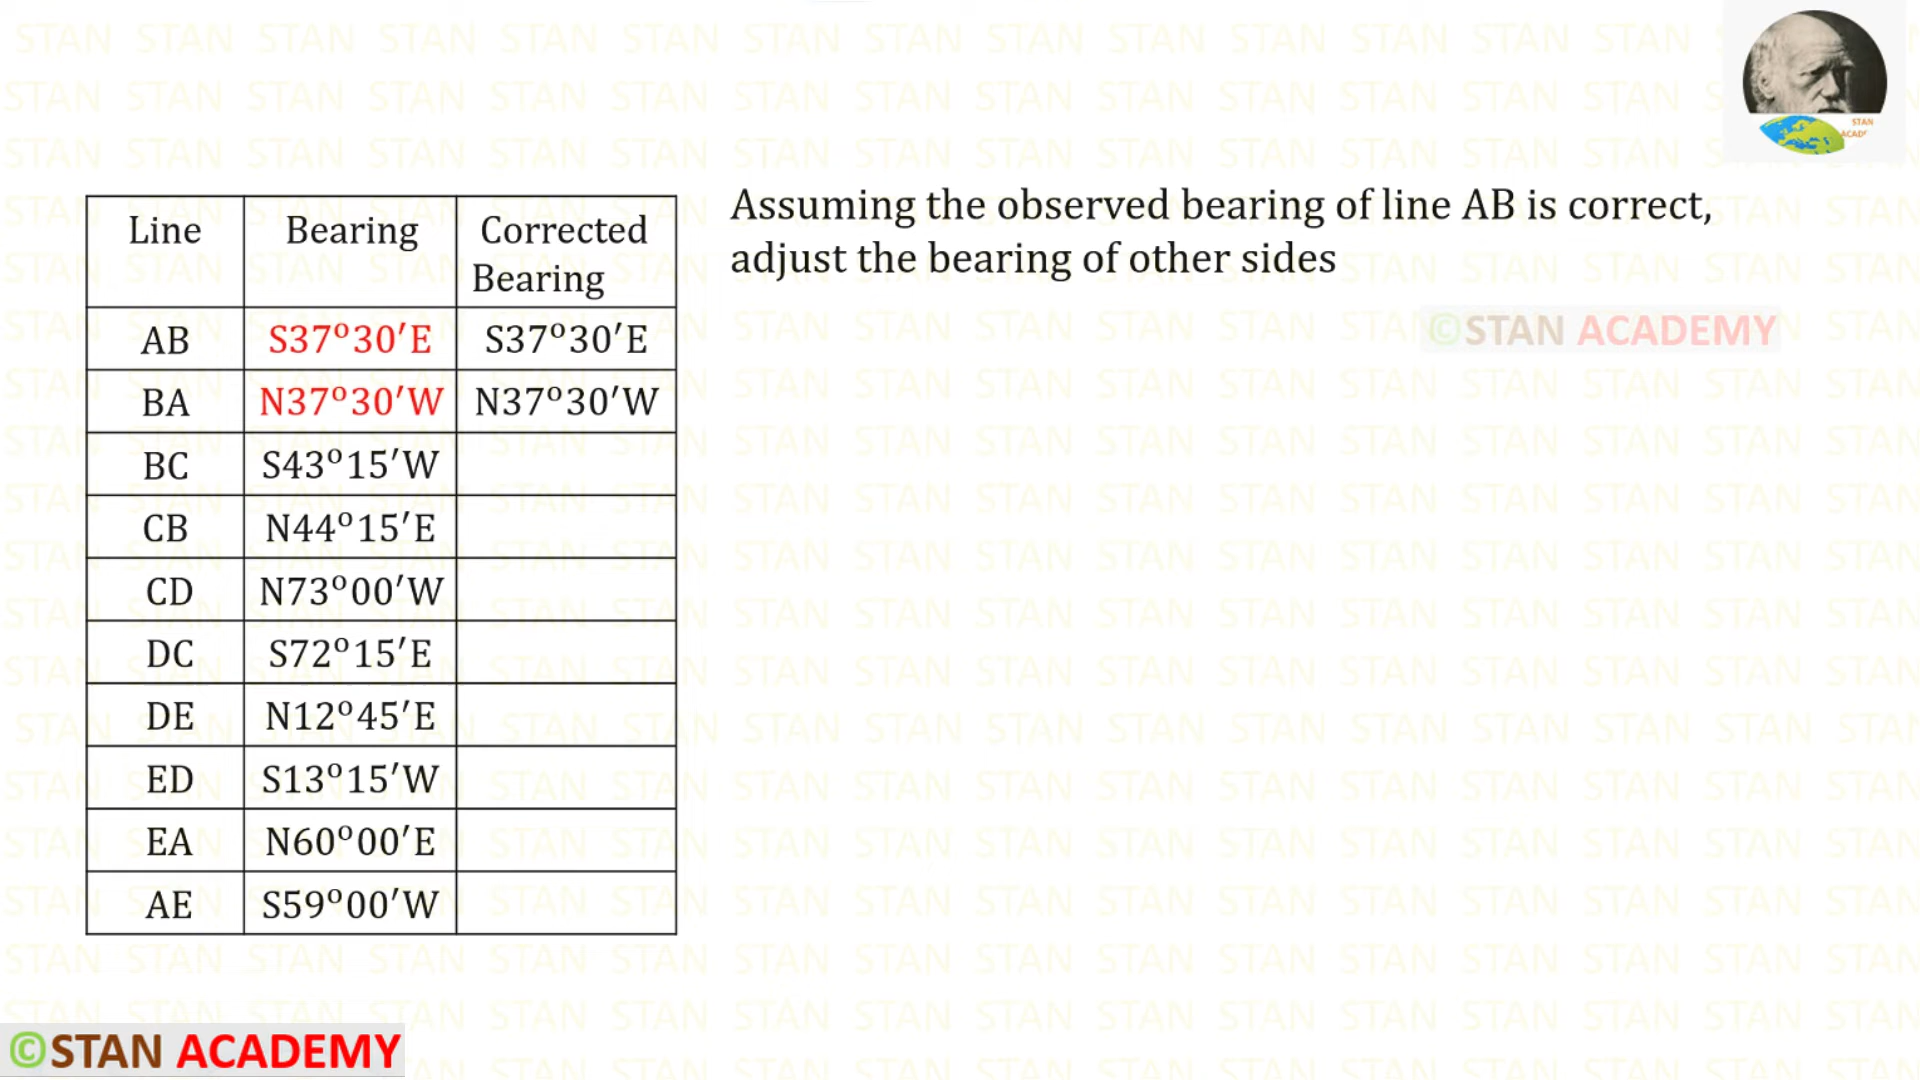 STAN
ACADE
Assuming the observed bearing of line AB is correct,
adjust the bearing of other sides
©STAN ACADEMY
Line Bearing Corrected Bearing
AB S37°30′E S37°30′E
BA N37°30′W N37°30′W
BC S43°15′W
CB N44°15′E
CD N73°00′W
DC S72°15′E
DE N12°45′E
ED S13°15′W
EA N60°00′E
AE S59°00′W
©STAN ACADEMY